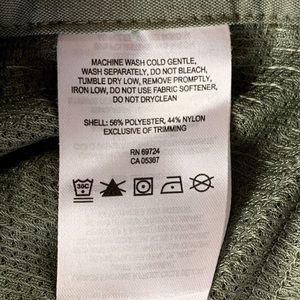 MACHINE WASH COLD GENTLE,
WASH SEPARATELY, DO NOT BLEACH,
TUMBLE DRY LOW, REMOVE PROMPTLY,
IRON LOW, DO NOT USE FABRIC SOFTENER,
DO NOT DRYCLEAN
SHELL: 56% POLYESTER, 44% NYLON
EXCLUSIVE OF TRIMMING
RN 69724
CA 05367
30C